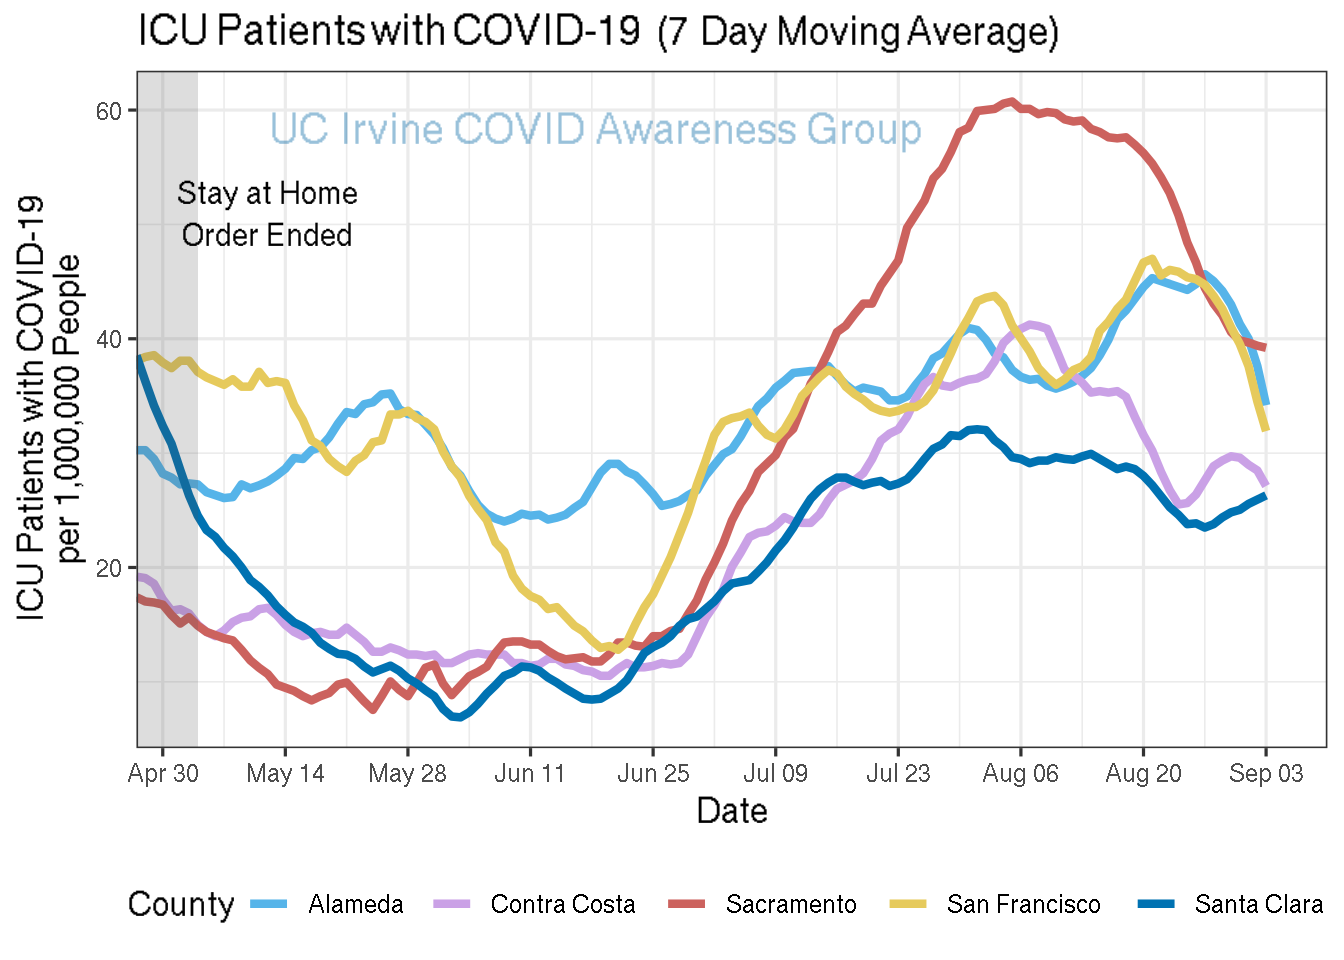 ICU Patients with COVID-19 (7 Day Moving Average)
UC Irvine COVID Awareness Group
Stay at Home
Order Ended
ICU Patients with COVID-19
per 1,000,000 People
60
40
20
Apr 30 May 14 May 28 Jun 11 Jun 25 Jul 09 Jul 23 Aug 06 Aug 20 Sep 03
Date
County Alameda Contra Costa Sacramento San Francisco Santa Clara